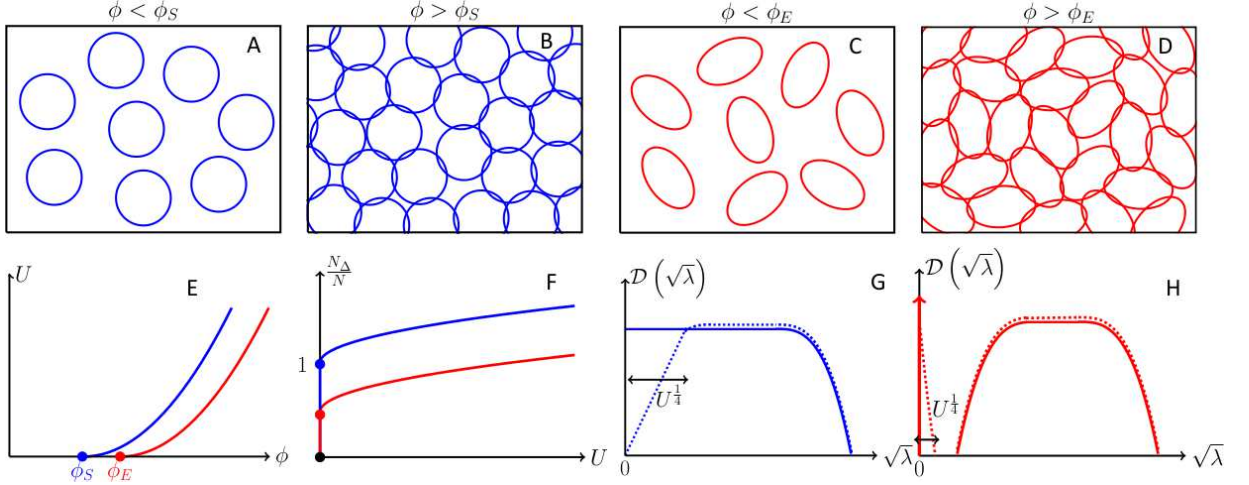 ϕ < ϕ_S
ϕ > ϕ_S
ϕ < ϕ_E
ϕ > ϕ_E
A
B
C
D
U
E
ϕ_S
ϕ_E
ϕ
N_Δ/N
F
1
U
𝒟(√λ)
G
U^{1/4}
0
√λ
𝒟(√λ)
H
U^{1/4}
0
√λ